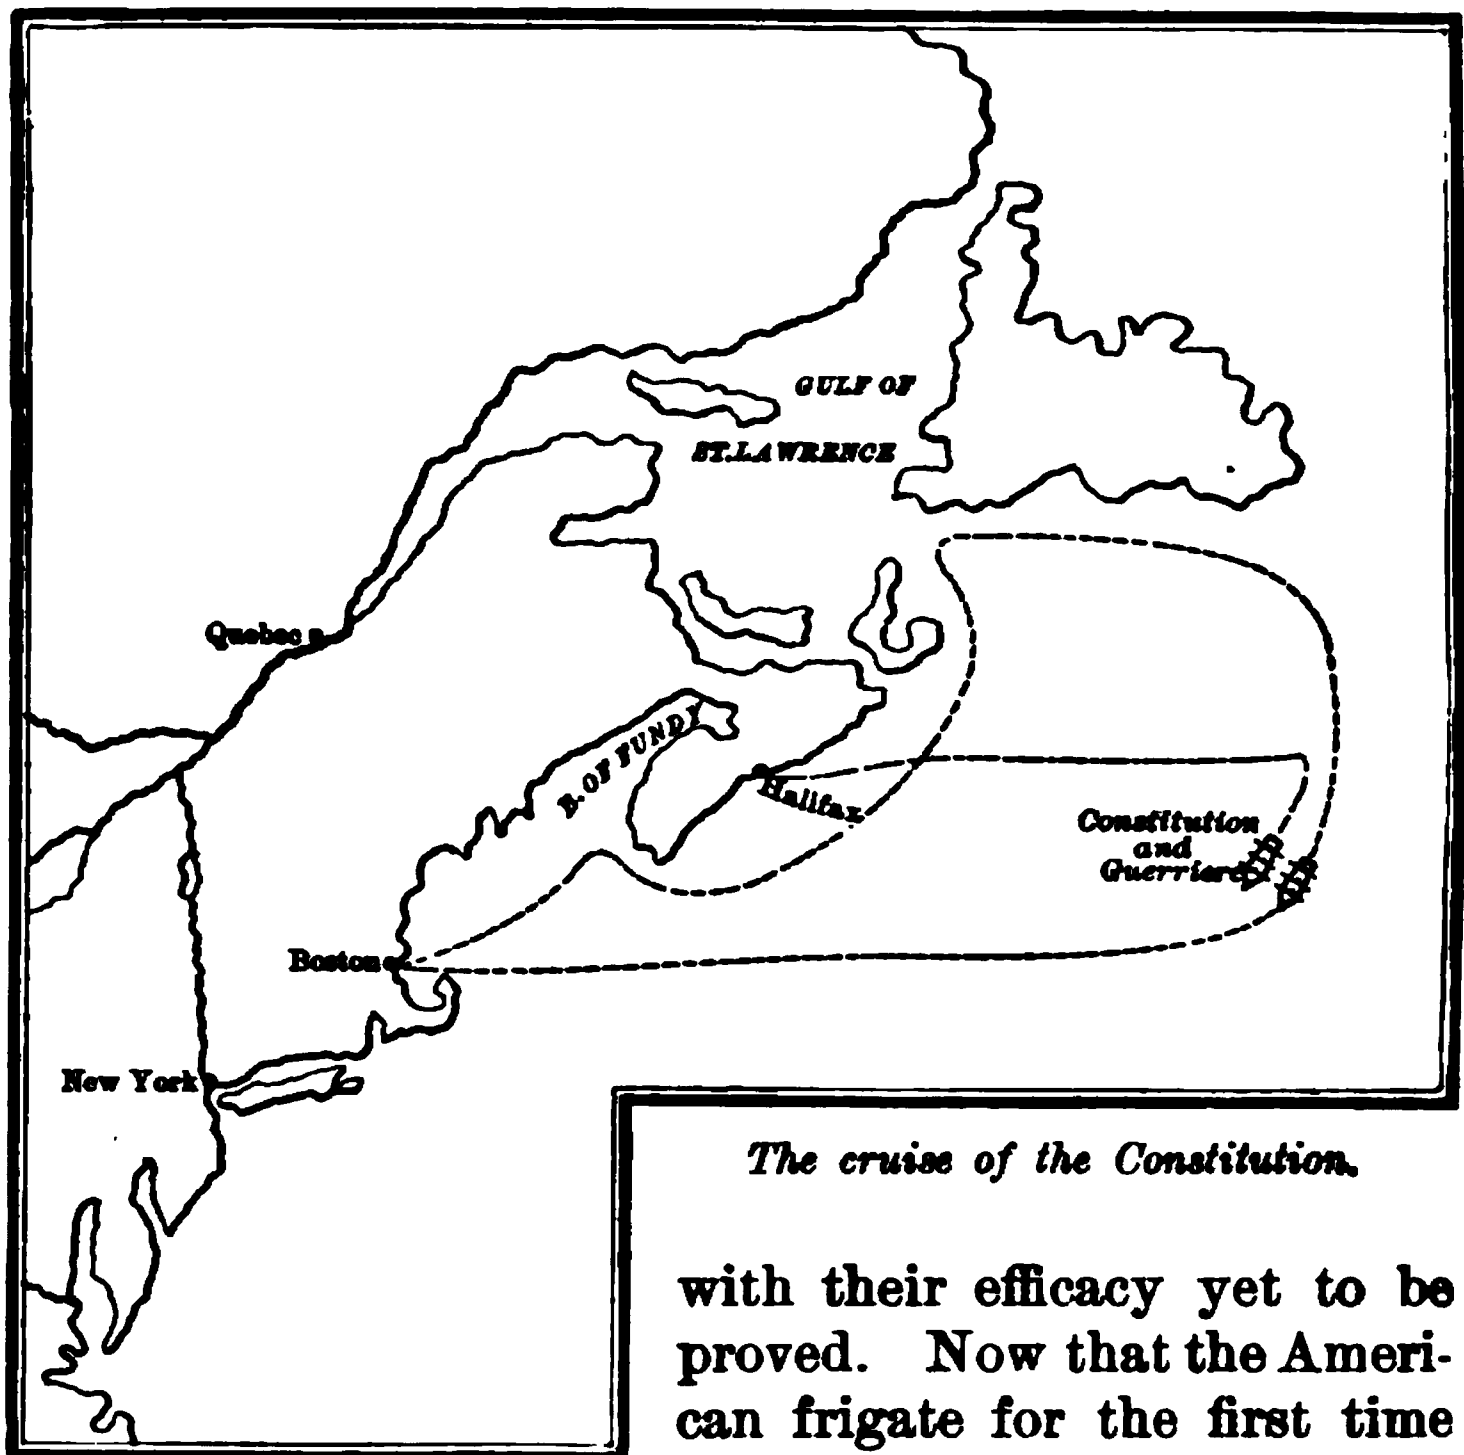 GULF OF
ST. LAWRENCE
Quebec
B. OF FUNDY
Halifax
Constitution
and
Guerriere
Boston
New York
The cruise of the Constitution.
with their efficacy yet to be
proved. Now that the Ameri-
can frigate for the first time